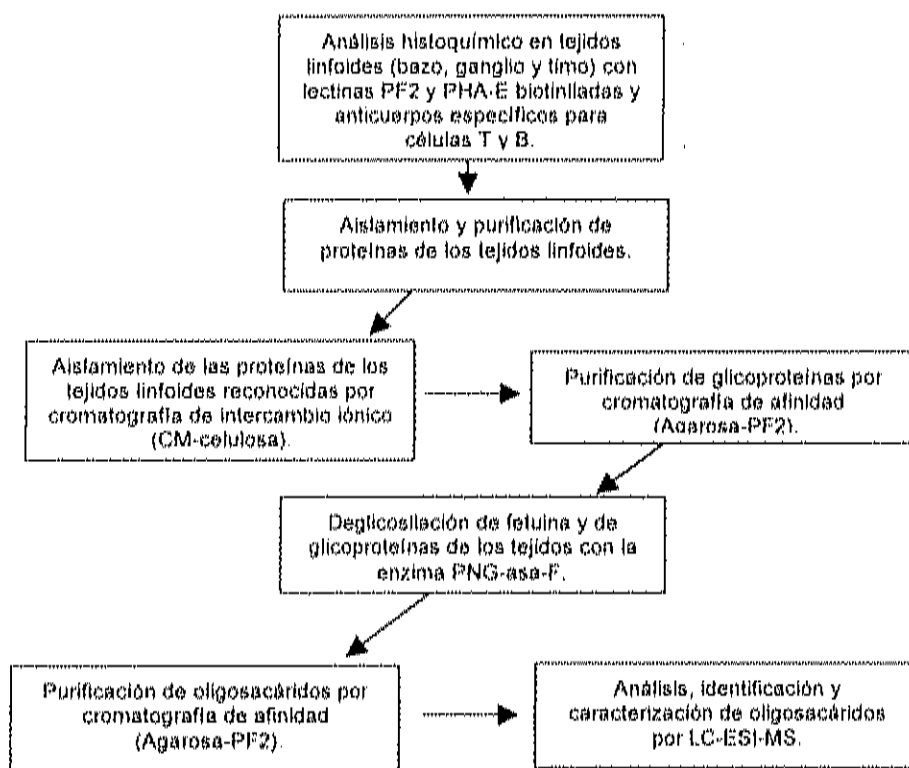 Análisis histoquímico en tejidos
linfoides (bazo, ganglio y timo) con
lectinas PF2 y PHA-E biotiniladas y
anticuerpos específicos para
células T y B.
Aislamiento y purificación de
proteínas de los tejidos linfoides.
Aislamiento de las proteínas de los
tejidos linfoides reconocidas por
cromatografía de intercambio iónico
(CM-celulosa).
Purificación de glicoproteínas por
cromatografía de afinidad
(Agarosa-PF2).
Deglicosilación de fetuina y de
glicoproteínas de los tejidos con la
enzima PNG-asa-F.
Purificación de oligosacáridos por
cromatografía de afinidad
(Agarosa-PF2).
Análisis, identificación y
caracterización de oligosacáridos
por LC-ESI-MS.